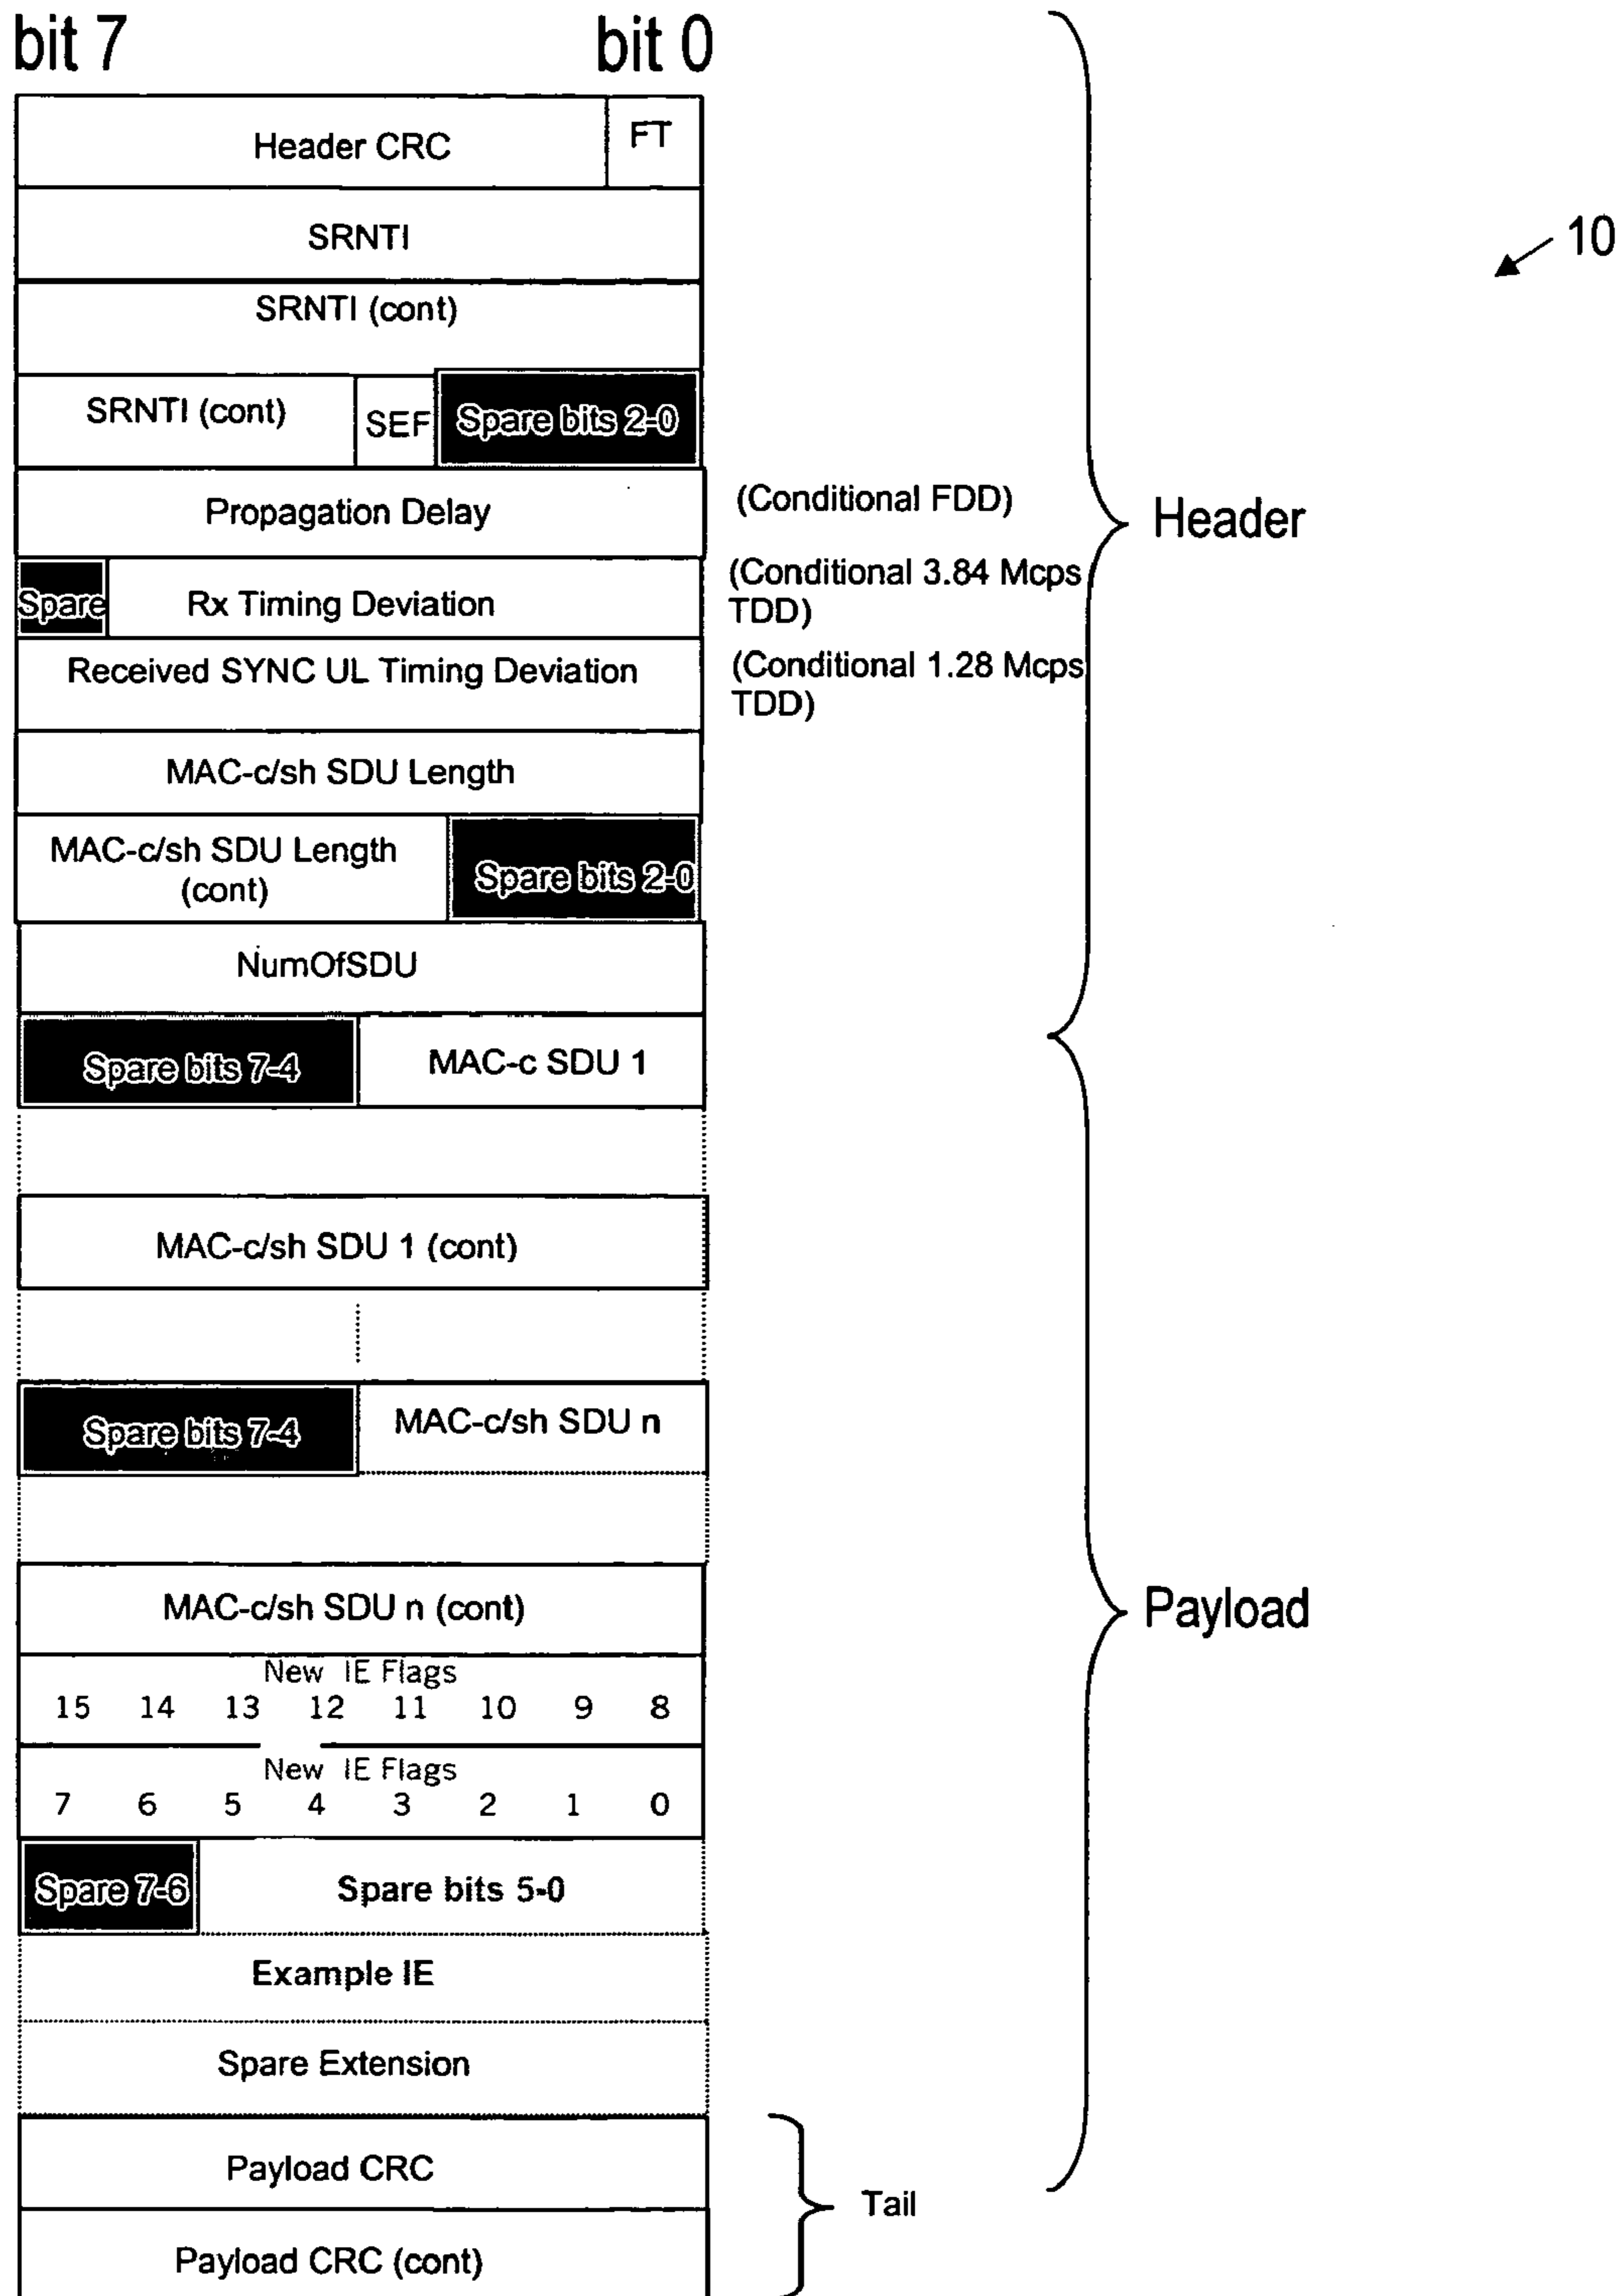 bit 7 bit 0
Header CRC FT
10
SRNTI
SRNTI (cont)
SRNTI (cont) SEF Spare bits 2-0
Propagation Delay (Conditional FDD)
Header
Spare Rx Timing Deviation (Conditional 3.84 Mcps
TDD)
Received SYNC UL Timing Deviation (Conditional 1.28 Mcps
TDD)
MAC-c/sh SDU Length
MAC-c/sh SDU Length
(cont)
Spare bits 2-0
NumOfSDU
Spare bits 7-4 MAC-c SDU 1
MAC-c/sh SDU 1 (cont)
Spare bits 7-4 MAC-c/sh SDU n
MAC-c/sh SDU n (cont)
Payload
New IE Flags
15 14 13 12 11 10 9 8
New IE Flags
7 6 5 4 3 2 1 0
Spare 7-6 Spare bits 5-0
Example IE
Spare Extension
Payload CRC
Tail
Payload CRC (cont)